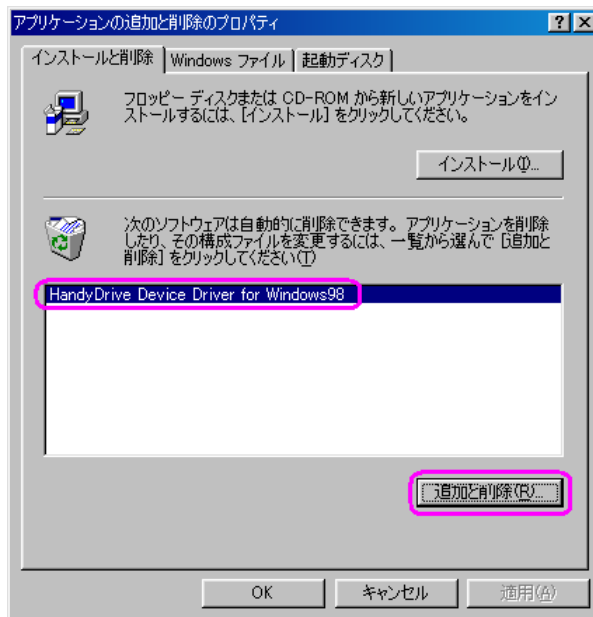 アプリケーションの追加と削除のプロパティ
インストールと削除 Windows ファイル 起動ディスク
フロッピー ディスクまたは CD-ROM から新しいアプリケーションをイン
ストールするには、[インストール] をクリックしてください。
インストール(I)...
次のソフトウェアは自動的に削除できます。アプリケーションを削除
したり、その構成ファイルを変更するには、一覧から選んで [追加と
削除] をクリックしてください(T)
HandyDrive Device Driver for Windows98
追加と削除(R)...
OK キャンセル 適用(A)